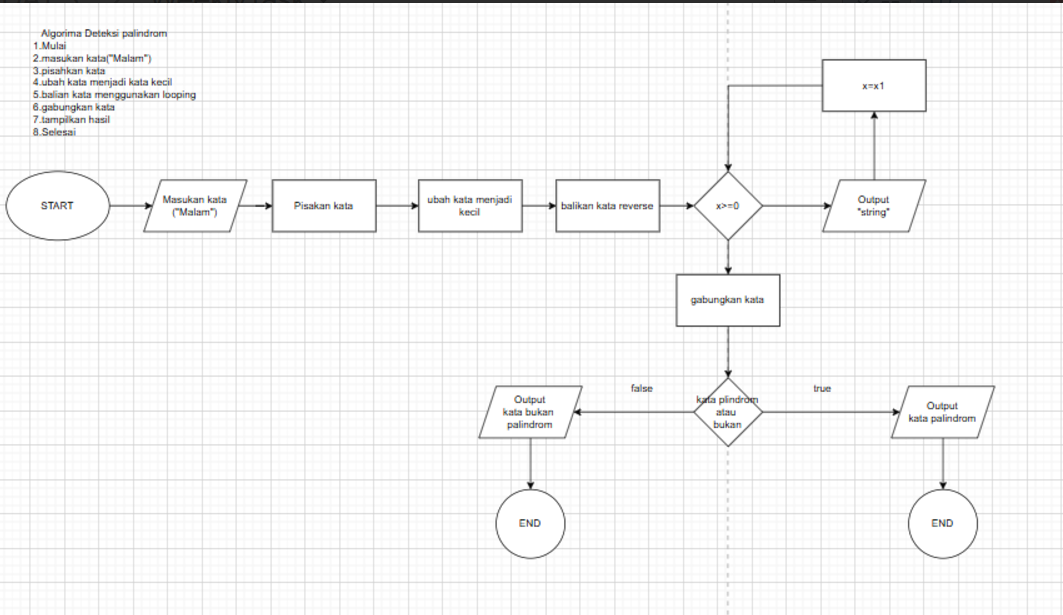 Algorima Deteksi palindrom
1.Mulai
2.masukan kata("Malam")
3.pisahkan kata
4.ubah kata menjadi kata kecil
5.balian kata menggunakan looping
6.gabungkan kata
7.tampilkan hasil
8.Selesai
x=x1
START
Masukan kata
("Malam")
Pisakan kata
ubah kata menjadi
kecil
balikan kata reverse
x>=0
Output
"string"
gabungkan kata
false
true
Output
kata bukan
palindrom
kata plindrom
atau
bukan
Output
kata palindrom
END
END